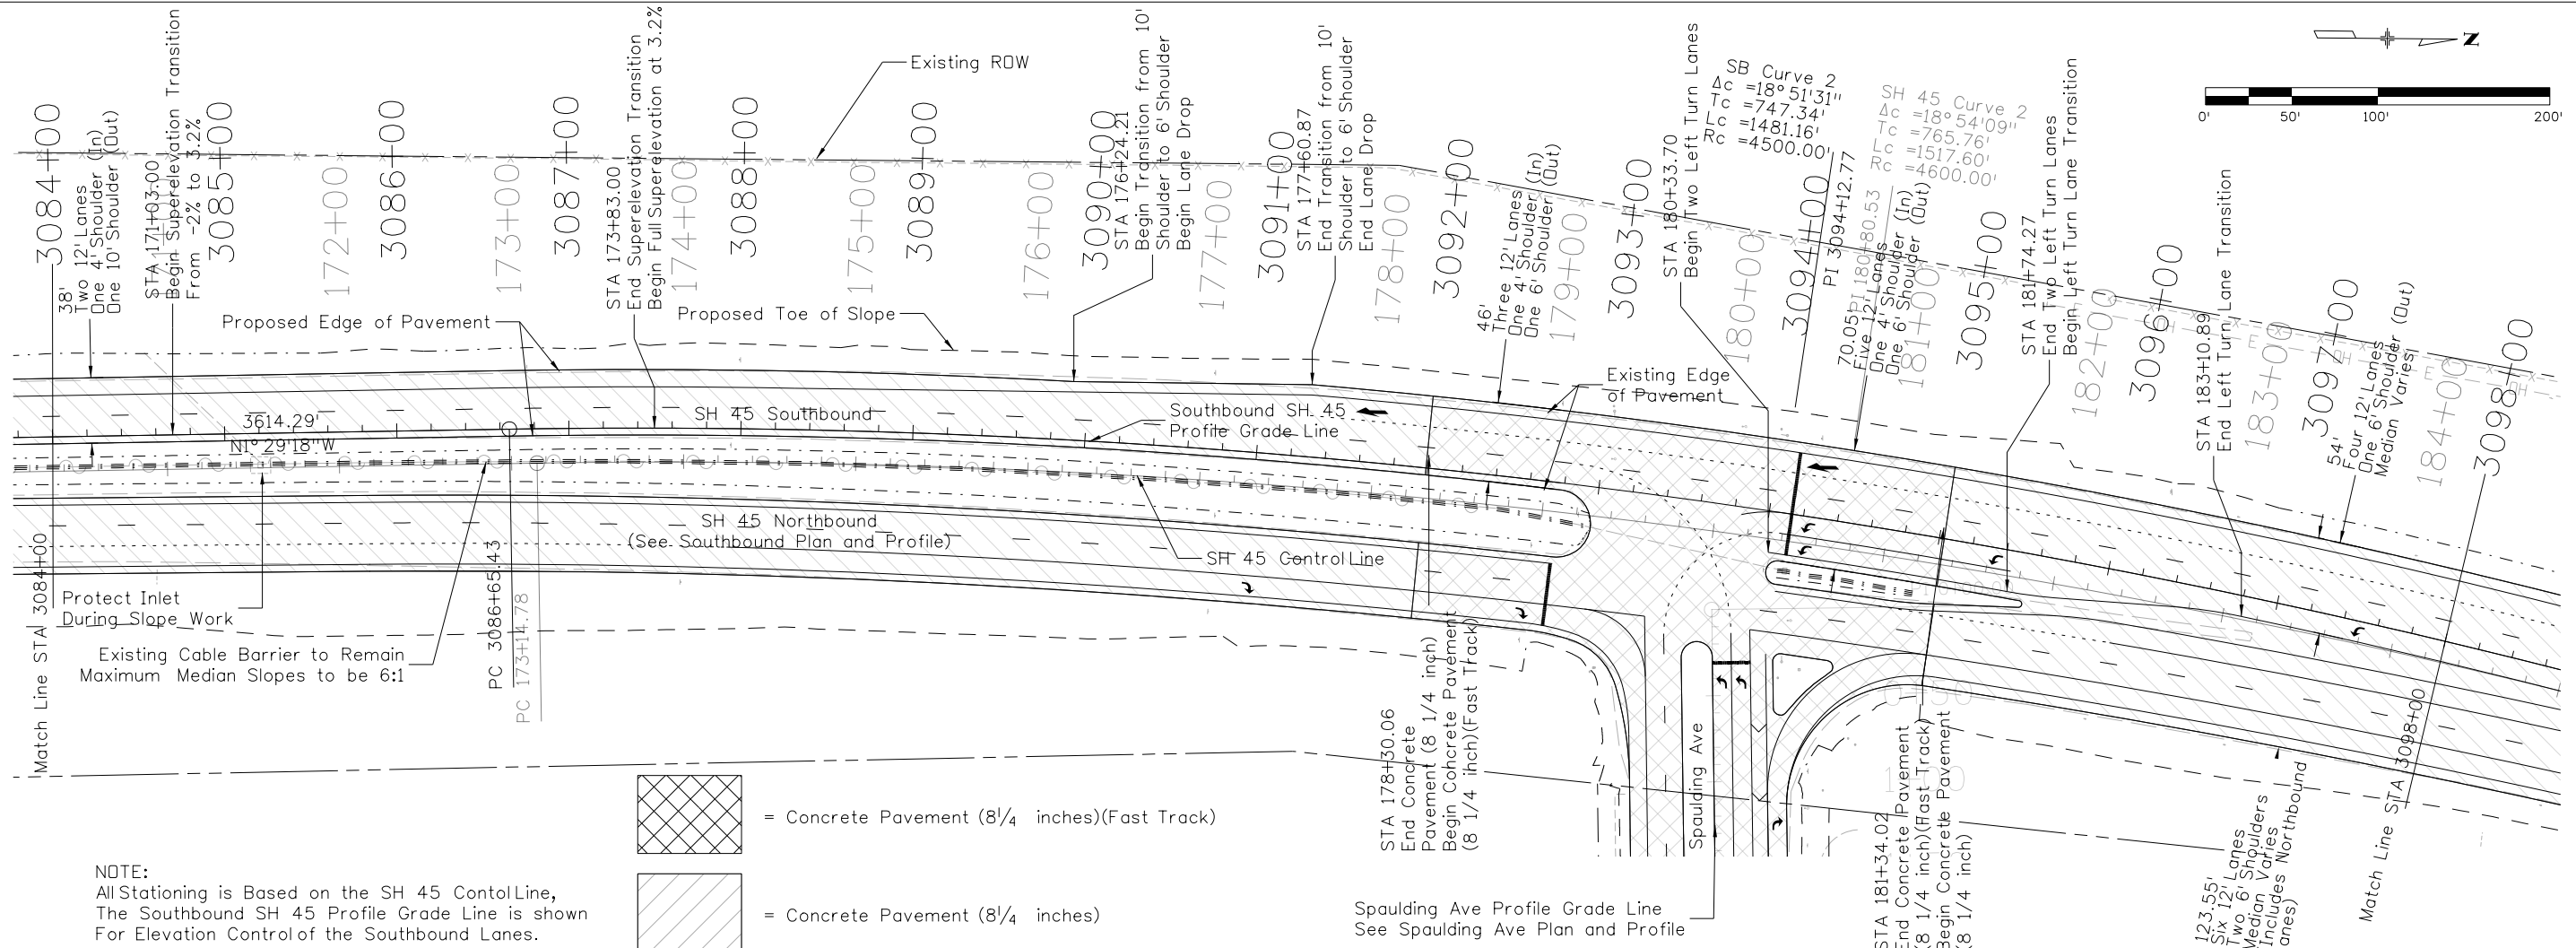 3084+00
38'
Two 12' Lanes
One 4' Shoulder (In)
One 10' Shoulder (Out)
STA 171+03.00
Begin Superelevation Transition
From -2% to 3.2%
3085+00
172+00
3086+00
173+00
3087+00
STA 173+83.00
End Superelevation Transition
Begin Full Superelevation at 3.2%
174+00
3088+00
175+00
3089+00
Existing ROW
176+00
3090+00
STA 176+24.21
Begin Transition from 10'
Shoulder to 6' Shoulder
Begin Lane Drop
177+00
3091+00
STA 177+60.87
End Transition from 10'
Shoulder to 6' Shoulder
End Lane Drop
178+00
3092+00
46'
Three 12' Lanes
One 4' Shoulder (In)
One 6' Shoulder (Out)
179+00
3093+00
STA 180+33.70
Begin Two Left Turn Lanes
SB Curve 2
Δc =18°51'31"
Tc =747.34'
Lc =1481.16'
Rc =4500.00'
180+00
3094+00
PI 3094+12.77
SH 45 Curve 2
Δc =18°54'09"
Tc =765.76'
Lc =1517.60'
Rc =4600.00'
PI 180+80.53
70.05'
Five 12' Lanes
One 4' Shoulder (In)
One 6' Shoulder (Out)
181+00
3095+00
STA 181+74.27
End Two Left Turn Lanes
Begin Left Turn Lane Transition
182+00
3096+00
STA 183+10.89
End Left Turn Lane Transition
183+00
3097+00
54'
Four 12' Lanes
One 6' Shoulder (Out)
Median Varies
184+00
3098+00
N
0'
50'
100'
200'
Proposed Edge of Pavement
Proposed Toe of Slope
Existing Edge
of Pavement
3614.29'
N1°29'18"W
SH 45 Southbound
Southbound SH 45
Profile Grade Line
SH 45 Northbound
(See Southbound Plan and Profile)
SH 45 Control Line
Match Line STA 3084+00
Protect Inlet
During Slope Work
Existing Cable Barrier to Remain
Maximum Median Slopes to be 6:1
PC 3086+65.43
PC 173+14.78
STA 178+30.06
End Concrete
Pavement (8 1/4 inch)
Begin Concrete Pavement
(8 1/4 inch)(Fast Track)
Spaulding Ave
STA 181+34.02
End Concrete Pavement
(8 1/4 inch)(Fast Track)
Begin Concrete Pavement
(8 1/4 inch)
123.55'
Six 12' Lanes
Two 6' Shoulders
Median Varies
Includes Northbound
anes)
Match Line STA 3098+00
= Concrete Pavement (8 1/4 inches)(Fast Track)
= Concrete Pavement (8 1/4 inches)
NOTE:
All Stationing is Based on the SH 45 Contol Line,
The Southbound SH 45 Profile Grade Line is shown
For Elevation Control of the Southbound Lanes.
Spaulding Ave Profile Grade Line
See Spaulding Ave Plan and Profile